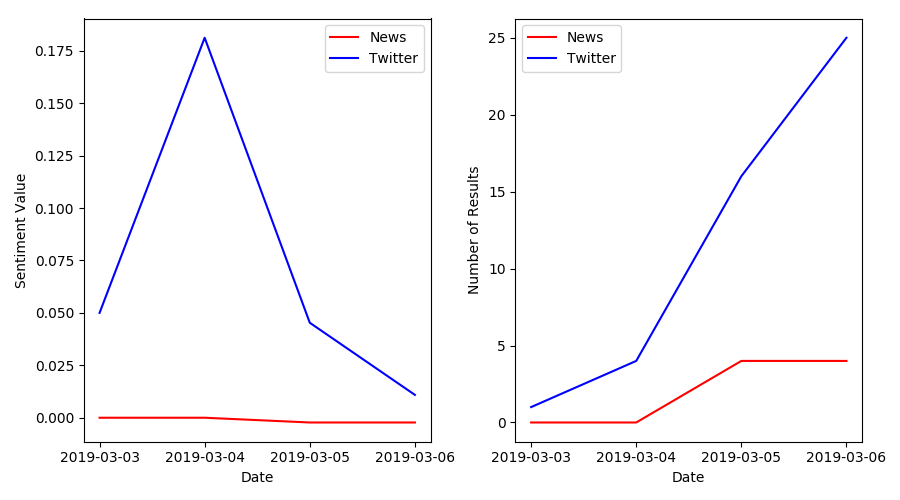 0.175
0.150
0.125
0.100
0.075
0.050
0.025
0.000
Sentiment Value
News
Twitter
2019-03-03 2019-03-04 2019-03-05 2019-03-06
Date
25
20
15
10
5
0
Number of Results
News
Twitter
2019-03-03 2019-03-04 2019-03-05 2019-03-06
Date